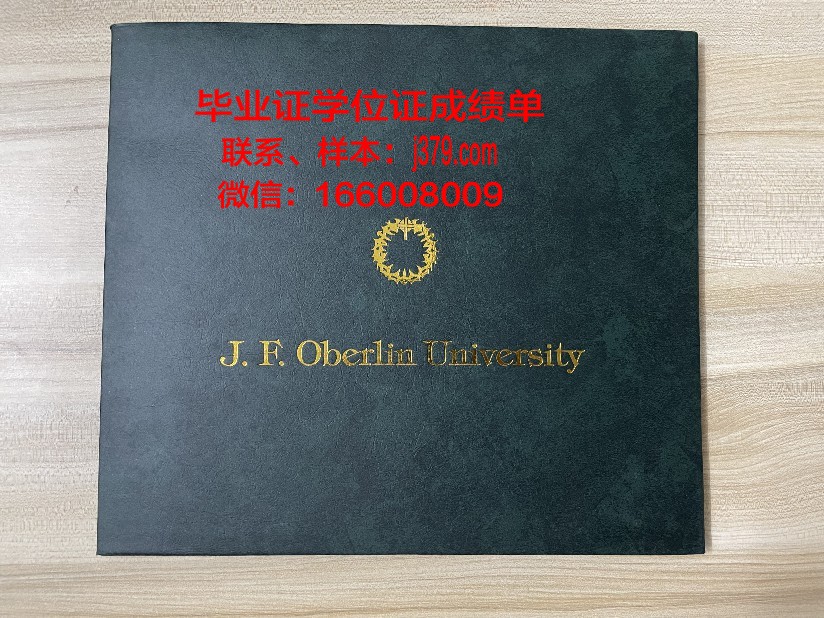 毕业证学位证成绩单
联系、样本：j379.com
微信：166008009
J. F. Oberlin University